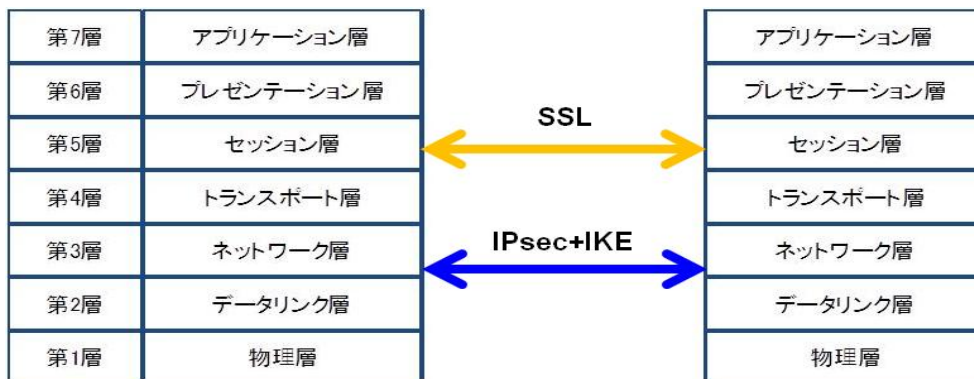 第7層 アプリケーション層 アプリケーション層
第6層 プレゼンテーション層 プレゼンテーション層
SSL
第5層 セッション層 セッション層
第4層 トランスポート層 トランスポート層
IPsec+IKE
第3層 ネットワーク層 ネットワーク層
第2層 データリンク層 データリンク層
第1層 物理層 物理層